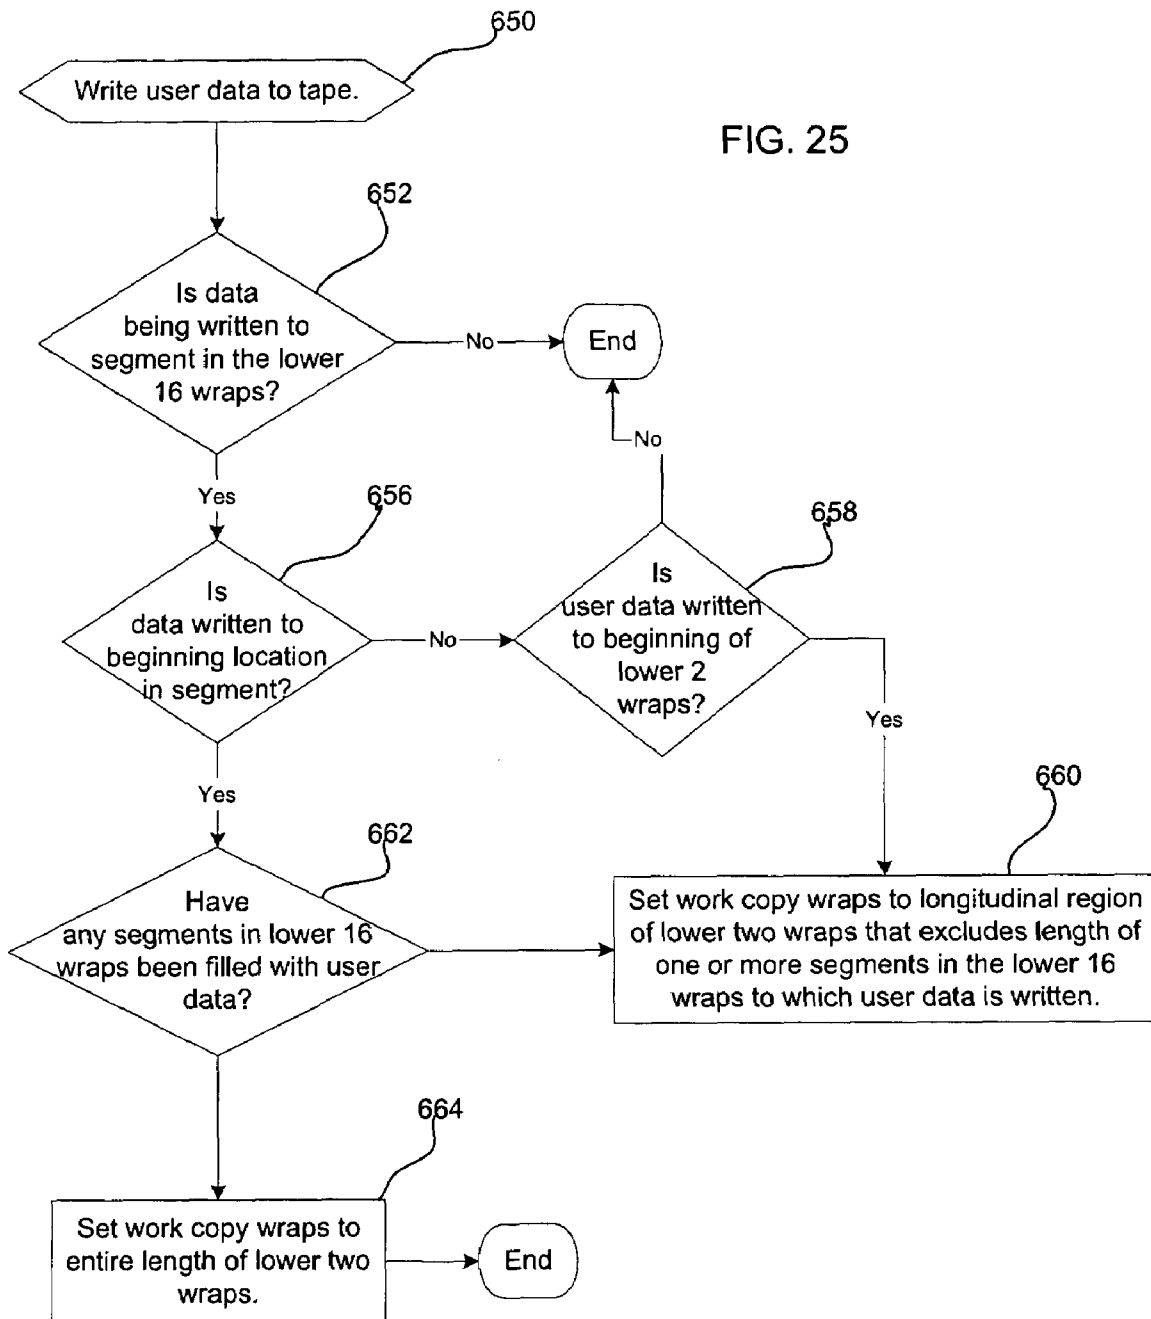 650
Write user data to tape.
FIG. 25
652
Is data
being written to
segment in the lower
16 wraps?
No
End
No
Yes
656
658
Is
data written to
beginning location
in segment?
No
Is
user data written
to beginning of
lower 2
wraps?
Yes
Yes
660
662
Have
any segments in lower 16
wraps been filled with user
data?
Set work copy wraps to longitudinal region
of lower two wraps that excludes length of
one or more segments in the lower 16
wraps to which user data is written.
664
Set work copy wraps to
entire length of lower two
wraps.
End